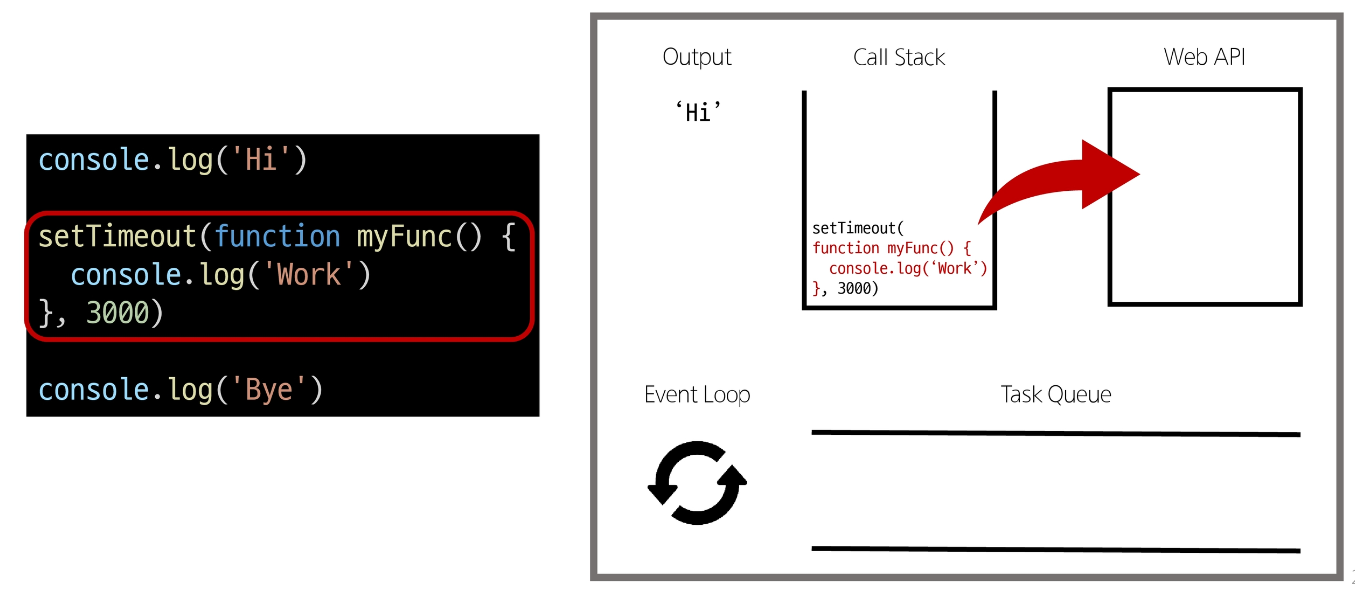 console.log('Hi')
setTimeout(function myFunc() {
  console.log('Work')
}, 3000)
console.log('Bye')
Output
‘Hi’
Call Stack
setTimeout(
function myFunc() {
  console.log(‘Work’)
}, 3000)
Web API
Event Loop
Task Queue